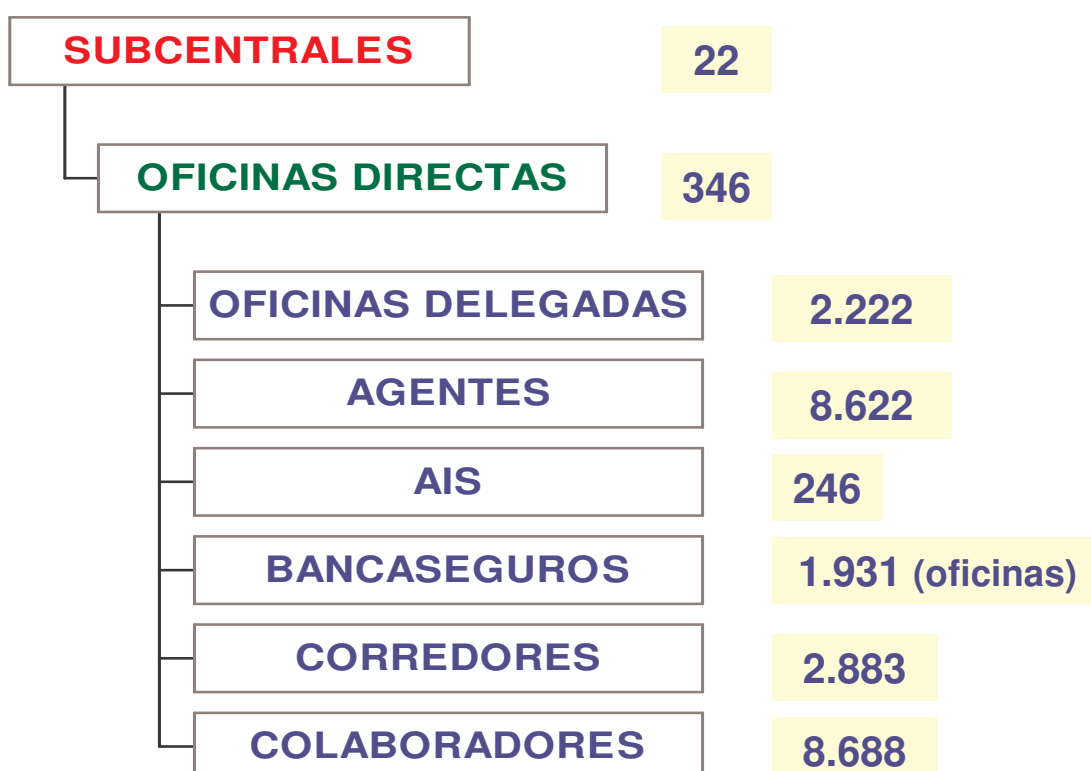 SUBCENTRALES 22
OFICINAS DIRECTAS 346
OFICINAS DELEGADAS 2.222
AGENTES 8.622
AIS 246
BANCASEGUROS 1.931 (oficinas)
CORREDORES 2.883
COLABORADORES 8.688